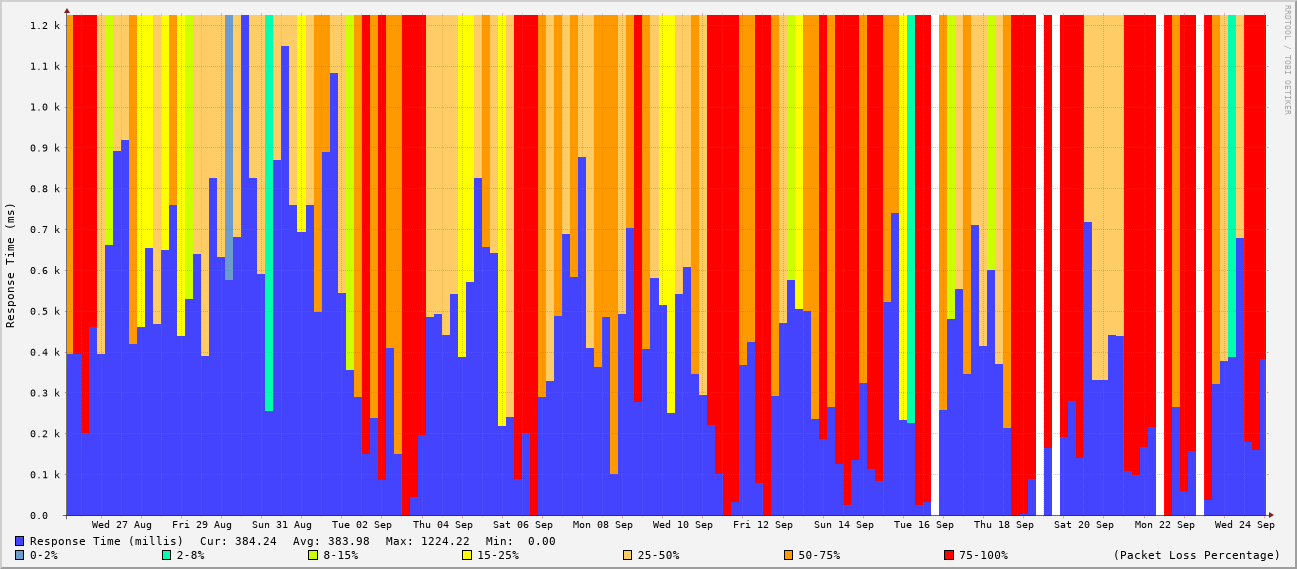 1.2 k
1.1 k
1.0 k
0.9 k
0.8 k
0.7 k
0.6 k
0.5 k
0.4 k
0.3 k
0.2 k
0.1 k
0.0
Response Time (ms)
RRDTOOL / TOBI OETIKER
Wed 27 Aug Fri 29 Aug Sun 31 Aug Tue 02 Sep Thu 04 Sep Sat 06 Sep Mon 08 Sep Wed 10 Sep Fri 12 Sep Sun 14 Sep Tue 16 Sep Thu 18 Sep Sat 20 Sep Mon 22 Sep Wed 24 Sep
Response Time (millis) Cur: 384.24 Avg: 383.98 Max: 1224.22 Min: 0.00
0-2% 2-8% 8-15% 15-25% 25-50% 50-75% 75-100% (Packet Loss Percentage)